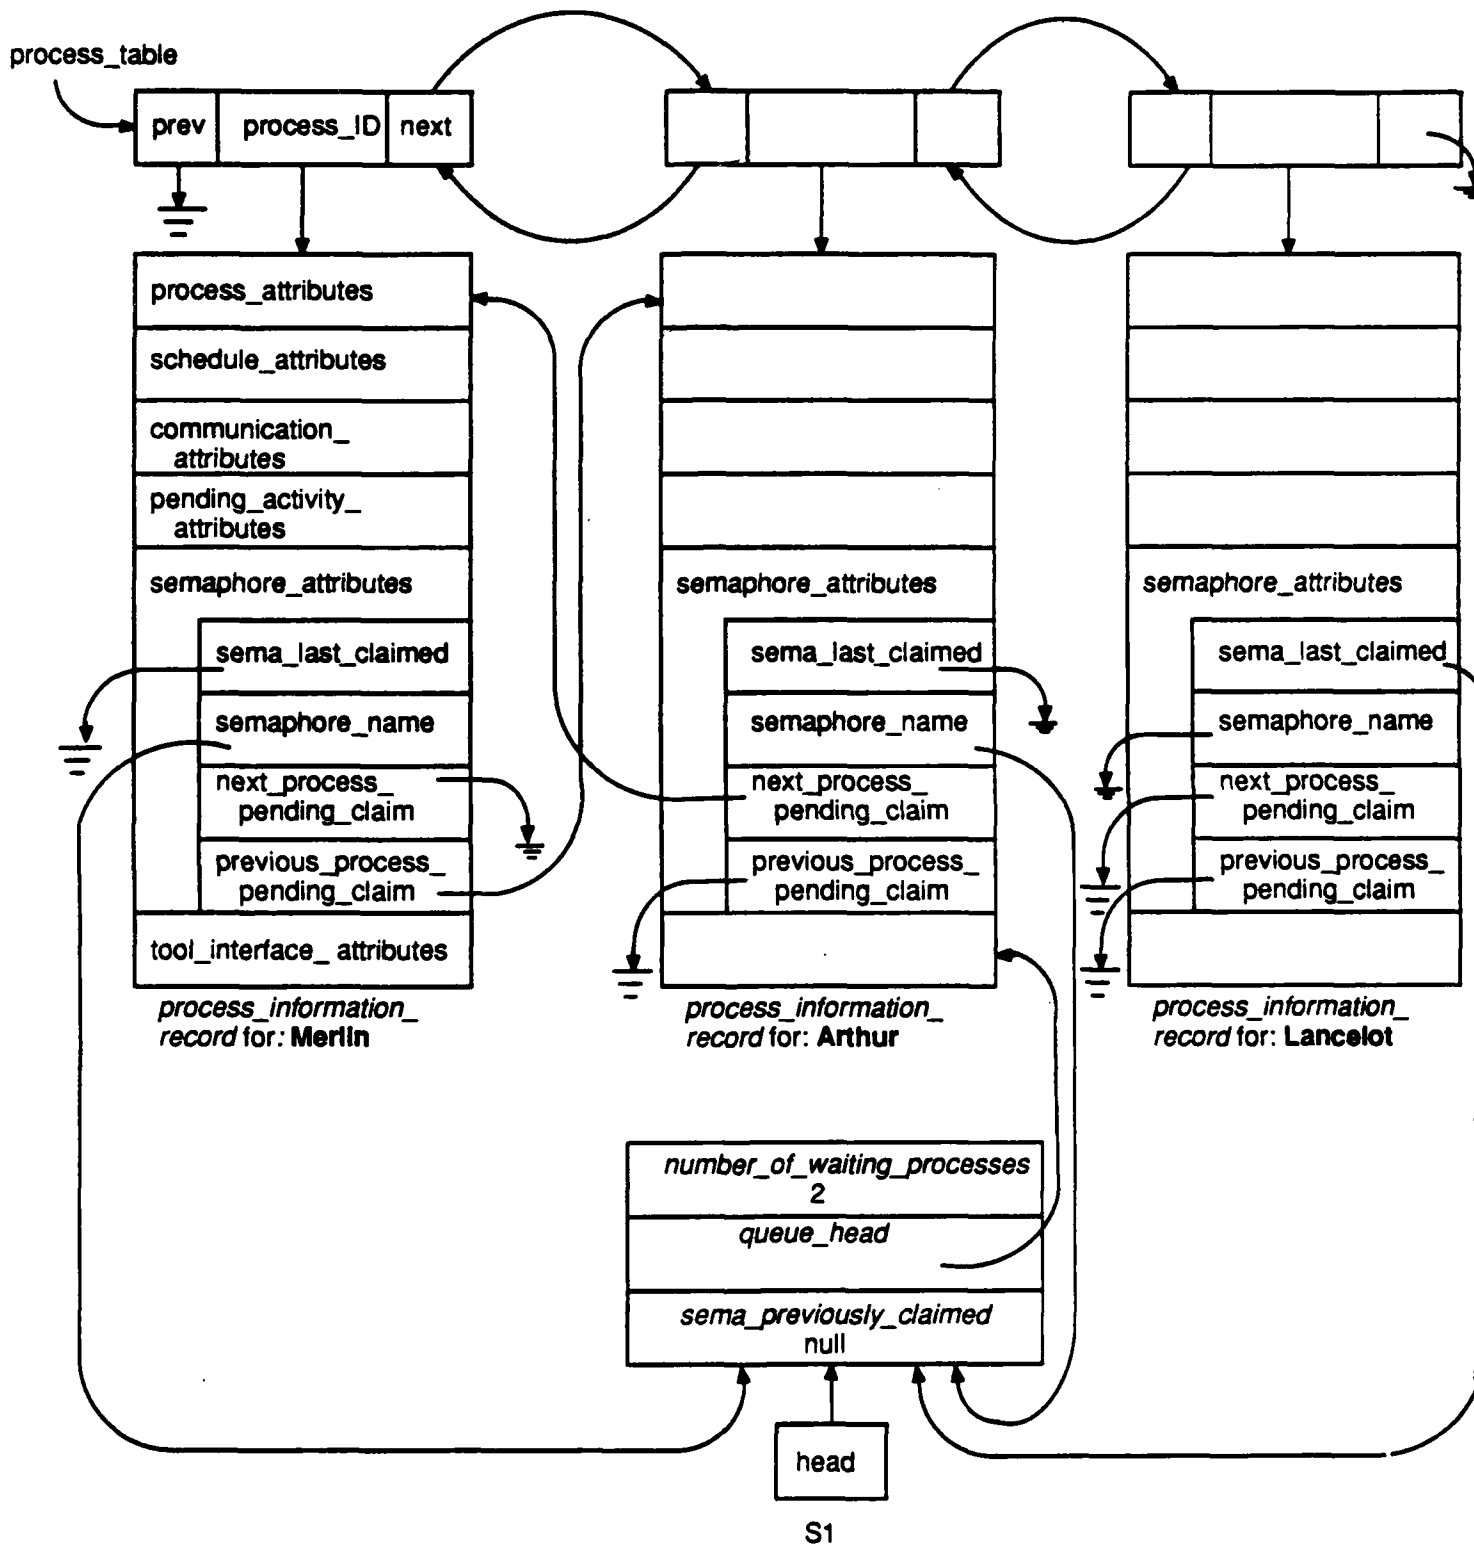 process_table
prev process_ID next
process_attributes
schedule_attributes
communication_
attributes
pending_activity_
attributes
semaphore_attributes
sema_last_claimed
semaphore_name
next_process_
pending_claim
previous_process_
pending_claim
tool_interface_ attributes
process_information_
record for: Merlin
semaphore_attributes
sema_last_claimed
semaphore_name
next_process_
pending_claim
previous_process_
pending_claim
process_information_
record for: Arthur
semaphore_attributes
sema_last_claimed
semaphore_name
next_process_
pending_claim
previous_process_
pending_claim
process_information_
record for: Lancelot
number_of_waiting_processes
2
queue_head
sema_previously_claimed
null
head
S1